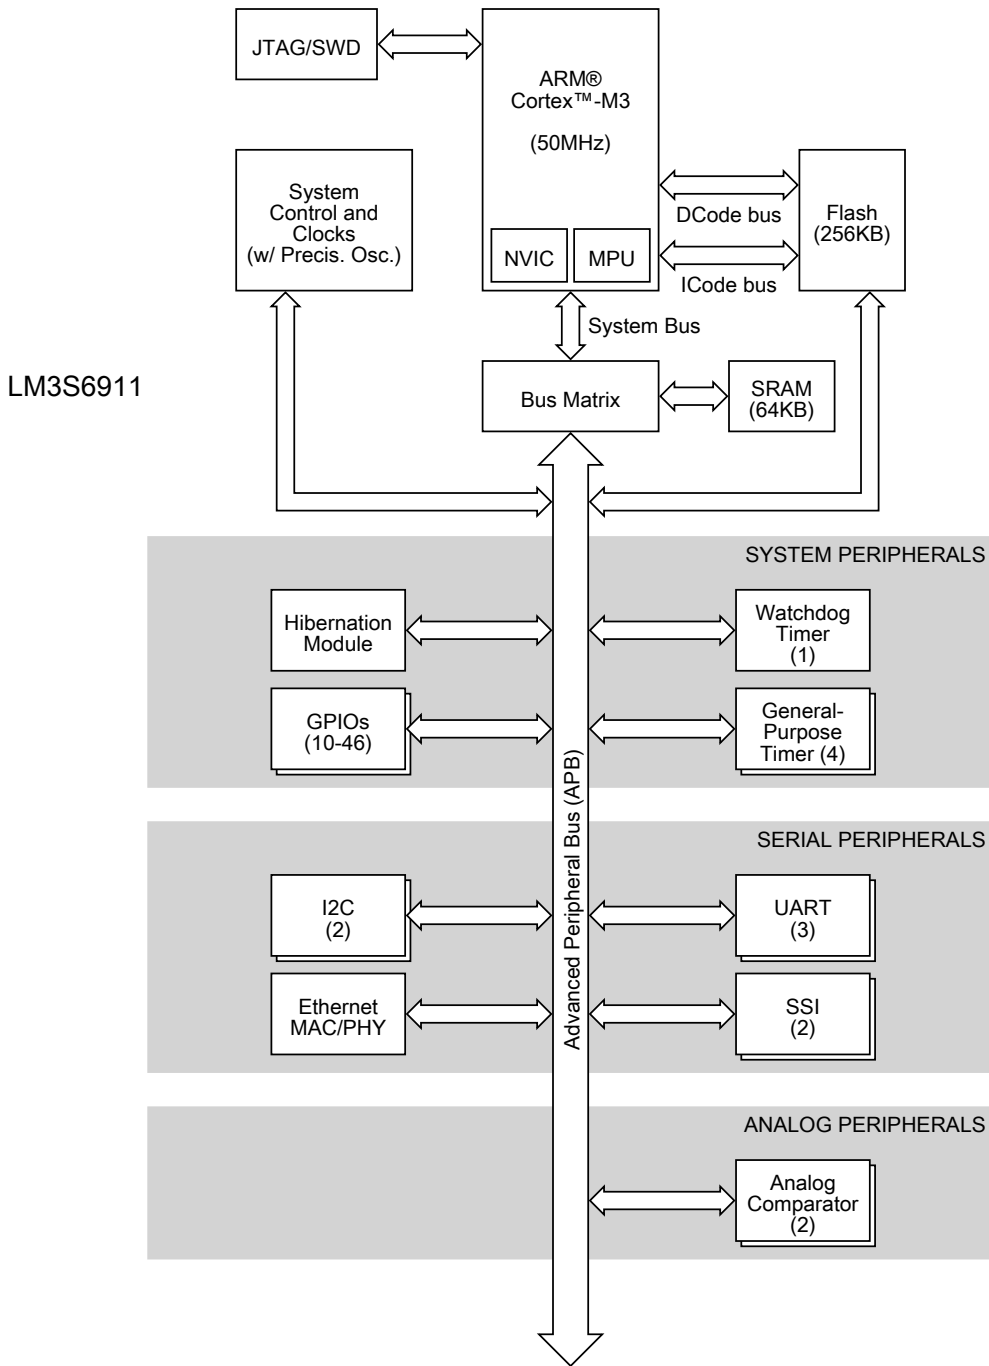 JTAG/SWD
ARM®
Cortex™-M3
(50MHz)
NVIC
MPU
System
Control and
Clocks
(w/ Precis. Osc.)
DCode bus
ICode bus
Flash
(256KB)
System Bus
LM3S6911
Bus Matrix
SRAM
(64KB)
SYSTEM PERIPHERALS
Hibernation
Module
Watchdog
Timer
(1)
GPIOs
(10-46)
General-
Purpose
Timer (4)
Advanced Peripheral Bus (APB)
SERIAL PERIPHERALS
I2C
(2)
UART
(3)
Ethernet
MAC/PHY
SSI
(2)
ANALOG PERIPHERALS
Analog
Comparator
(2)